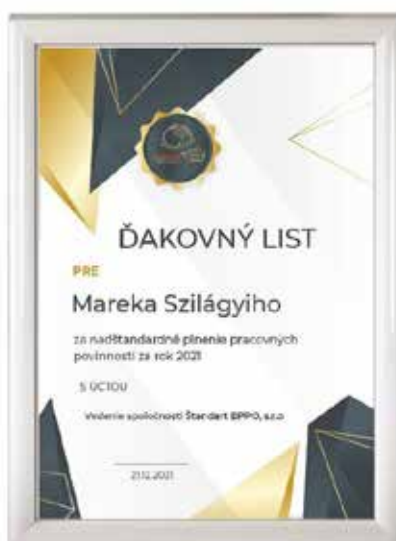 ĎAKOVNÝ LIST
PRE
Mareka Szilágyiho
za nadštandardné plnenie pracovných
povinností za rok 2021
S ÚCTOU
Vedenie spoločnosti Štandart BPPO, s.r.o
21.12.2021